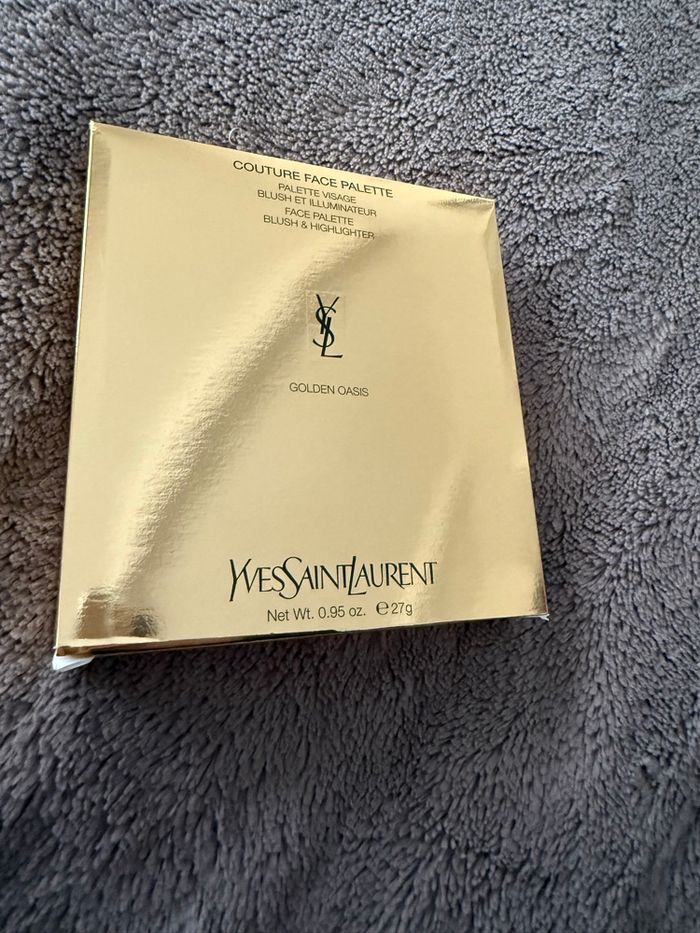 COUTURE FACE PALETTE
PALETTE VISAGE
BLUSH ET ILLUMINATEUR
FACE PALETTE
BLUSH & HIGHLIGHTER
YSL
GOLDEN OASIS
YVESSAINTLAURENT
Net Wt. 0.95 oz. ℮27g